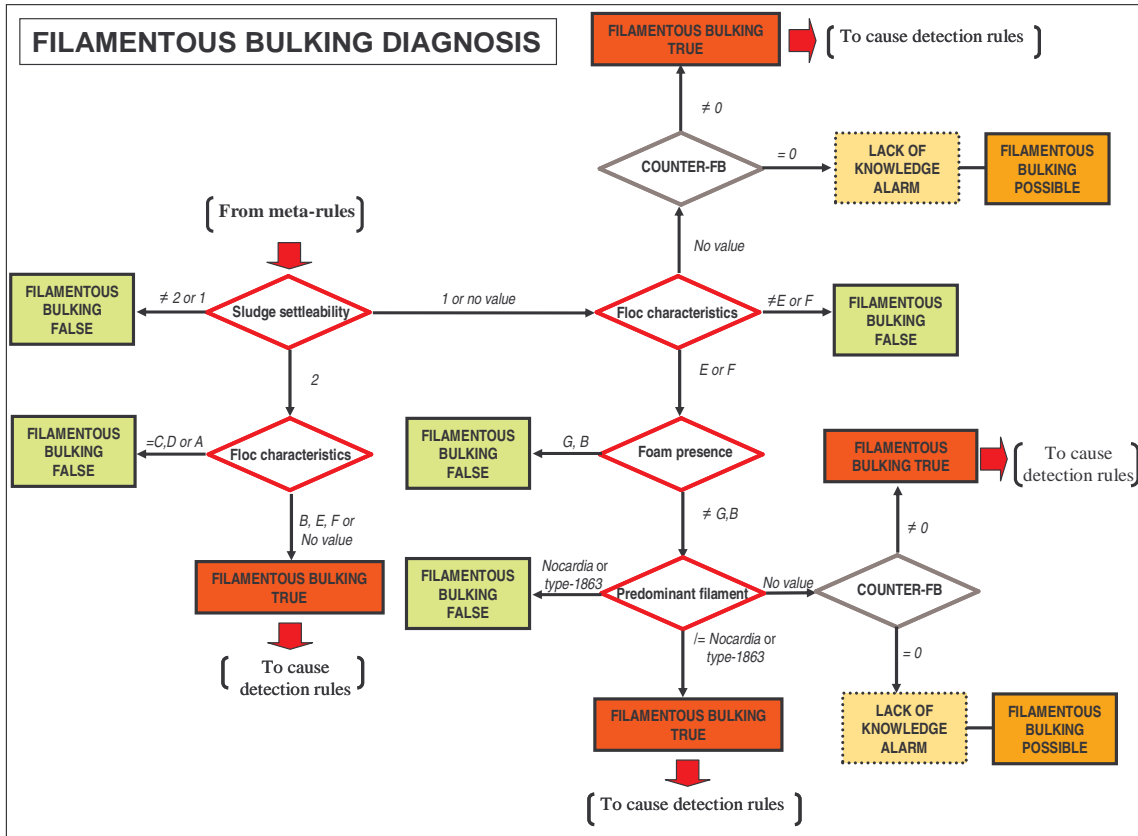 FILAMENTOUS BULKING DIAGNOSIS
FILAMENTOUS BULKING
TRUE
To cause detection rules
≠ 0
COUNTER-FB
= 0
LACK OF
KNOWLEDGE
ALARM
FILAMENTOUS
BULKING
POSSIBLE
From meta-rules
No value
FILAMENTOUS
BULKING
FALSE
≠ 2 or 1
Sludge settleability
1 or no value
Floc characteristics
≠E or F
FILAMENTOUS
BULKING
FALSE
2
E or F
FILAMENTOUS
BULKING
FALSE
=C,D or A
Floc characteristics
FILAMENTOUS
BULKING
FALSE
G, B
Foam presence
FILAMENTOUS
BULKING TRUE
To cause
detection rules
B, E, F or
No value
≠ G,B
≠ 0
FILAMENTOUS BULKING
TRUE
FILAMENTOUS
BULKING
FALSE
Nocardia or
type-1863
Predominant filament
No value
COUNTER-FB
To cause
detection rules
/= Nocardia or
type-1863
= 0
FILAMENTOUS BULKING
TRUE
LACK OF
KNOWLEDGE
ALARM
FILAMENTOUS
BULKING
POSSIBLE
To cause detection rules